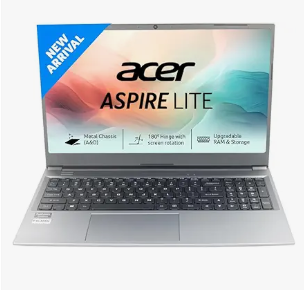 NEW
ARRIVAL
acer
ASPIRE LITE
Metal Chassis
(A&D)
180° Hinge with
screen rotation
Upgradable
RAM & Storage